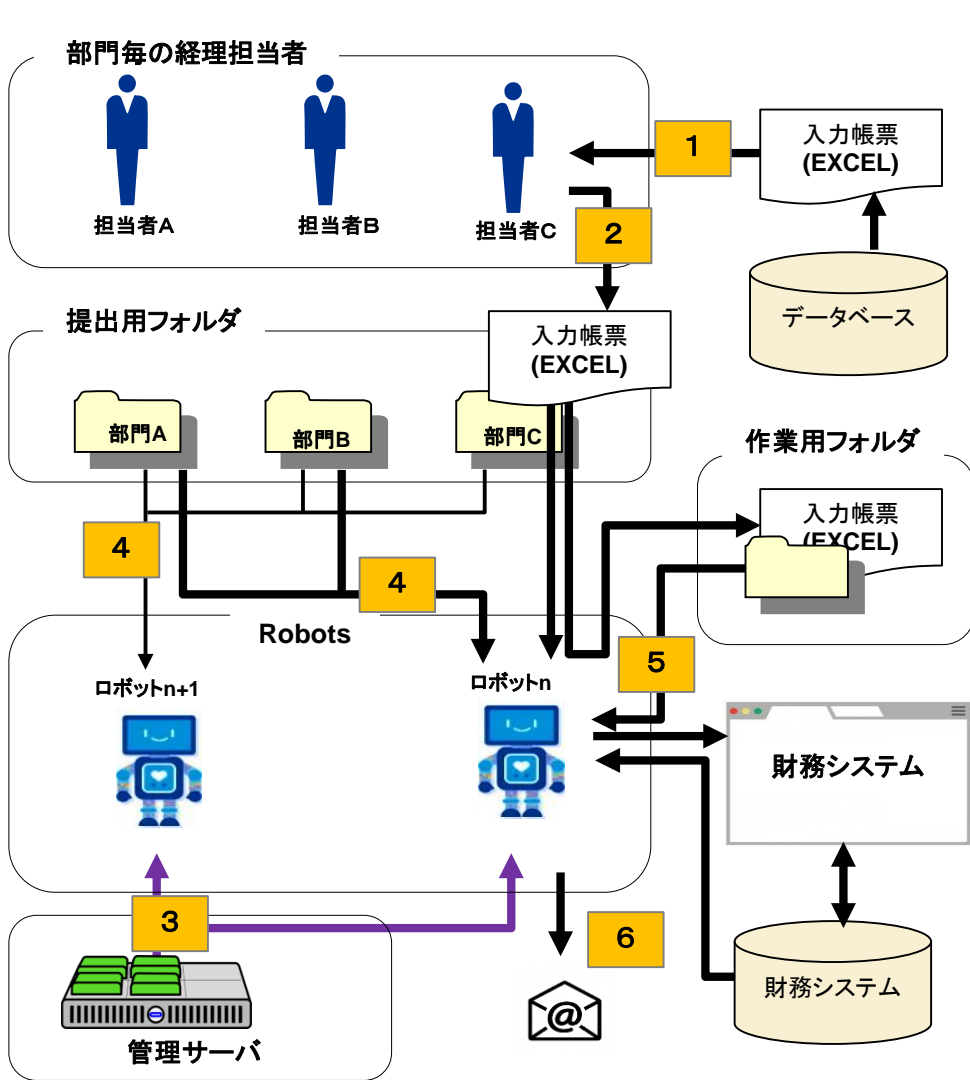 部門毎の経理担当者
担当者A
担当者B
担当者C
1
入力帳票
(EXCEL)
2
データベース
提出用フォルダ
入力帳票
(EXCEL)
部門A
部門B
部門C
作業用フォルダ
入力帳票
(EXCEL)
4
4
Robots
5
ロボットn+1
ロボットn
財務システム
3
6
財務システム
@
管理サーバ